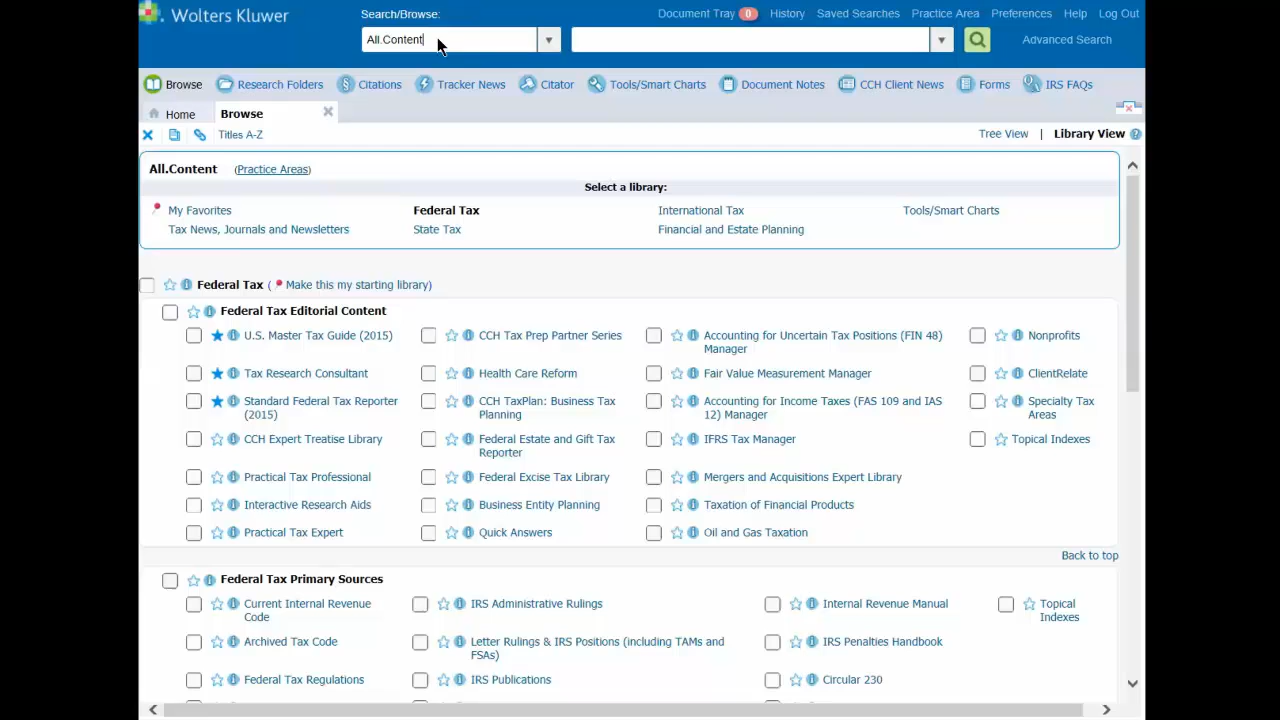 Wolters Kluwer
Search/Browse:
Document Tray 0 History Saved Searches Practice Area Preferences Help Log Out
All.Content
Advanced Search
Browse Research Folders Citations Tracker News Citator Tools/Smart Charts Document Notes CCH Client News Forms IRS FAQs
Home Browse
Titles A-Z
Tree View | Library View
All.Content (Practice Areas)
Select a library:
My Favorites Federal Tax International Tax Tools/Smart Charts
Tax News, Journals and Newsletters State Tax Financial and Estate Planning
Federal Tax ( Make this my starting library)
Federal Tax Editorial Content
U.S. Master Tax Guide (2015) CCH Tax Prep Partner Series Accounting for Uncertain Tax Positions (FIN 48) Nonprofits
Manager
Tax Research Consultant Health Care Reform Fair Value Measurement Manager ClientRelate
Standard Federal Tax Reporter CCH TaxPlan: Business Tax Accounting for Income Taxes (FAS 109 and IAS Specialty Tax
(2015) Planning 12) Manager Areas
CCH Expert Treatise Library Federal Estate and Gift Tax IFRS Tax Manager Topical Indexes
Reporter
Practical Tax Professional Federal Excise Tax Library Mergers and Acquisitions Expert Library
Interactive Research Aids Business Entity Planning Taxation of Financial Products
Practical Tax Expert Quick Answers Oil and Gas Taxation
Back to top
Federal Tax Primary Sources
Current Internal Revenue IRS Administrative Rulings Internal Revenue Manual Topical
Code Indexes
Archived Tax Code Letter Rulings & IRS Positions (including TAMs and IRS Penalties Handbook
FSAs)
Federal Tax Regulations IRS Publications Circular 230